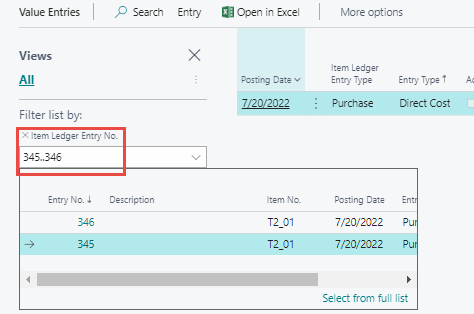 Value Entries Search Entry Open in Excel More options
Views
All
Filter list by:
× Item Ledger Entry No.
345..346
Posting Date Item Ledger Entry Type Entry Type↑ A
7/20/2022 Purchase Direct Cost
Entry No.↓ Description Item No. Posting Date Entr
346 T2_01 7/20/2022 Pur
345 T2_01 7/20/2022 Pur
Select from full list